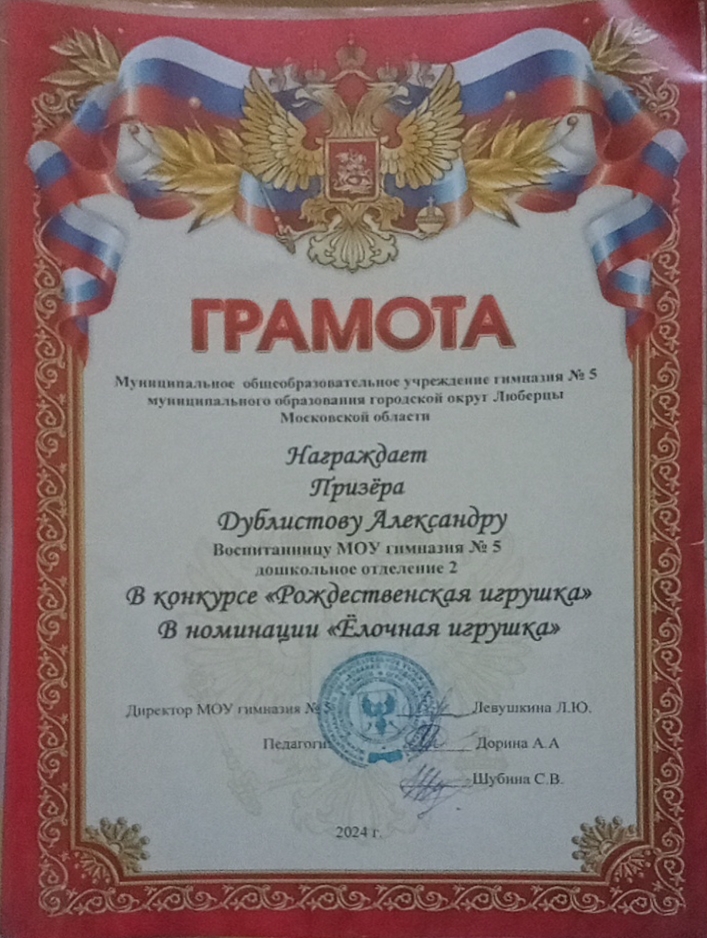 ГРАМОТА
Муниципальное общеобразовательное учреждение гимназия № 5
муниципального образования городской округ Люберцы
Московской области
Награждает
Призёра
Дублистову Александру
Воспитанницу МОУ гимназия № 5
дошкольное отделение 2
В конкурсе «Рождественская игрушка»
В номинации «Ёлочная игрушка»
Директор МОУ гимназия № 5 Левушкина Л.Ю.
Педагоги: Дорина А.А
Шубина С.В.
2024 г.